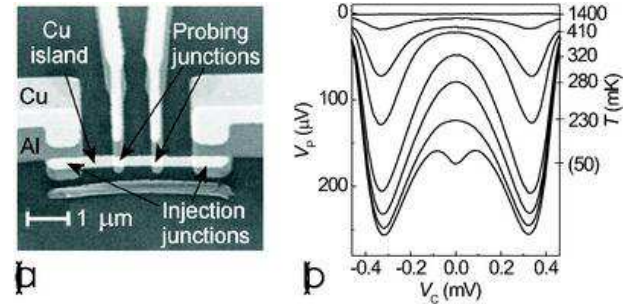 Cu
island
Probing
junctions
Cu
Al
1 μm
Injection
junctions
a
0
100
200
V_P (μV)
-0.4 -0.2 0.0 0.2 0.4
V_C (mV)
1400
410
320
280
230
(50)
T (mK)
b